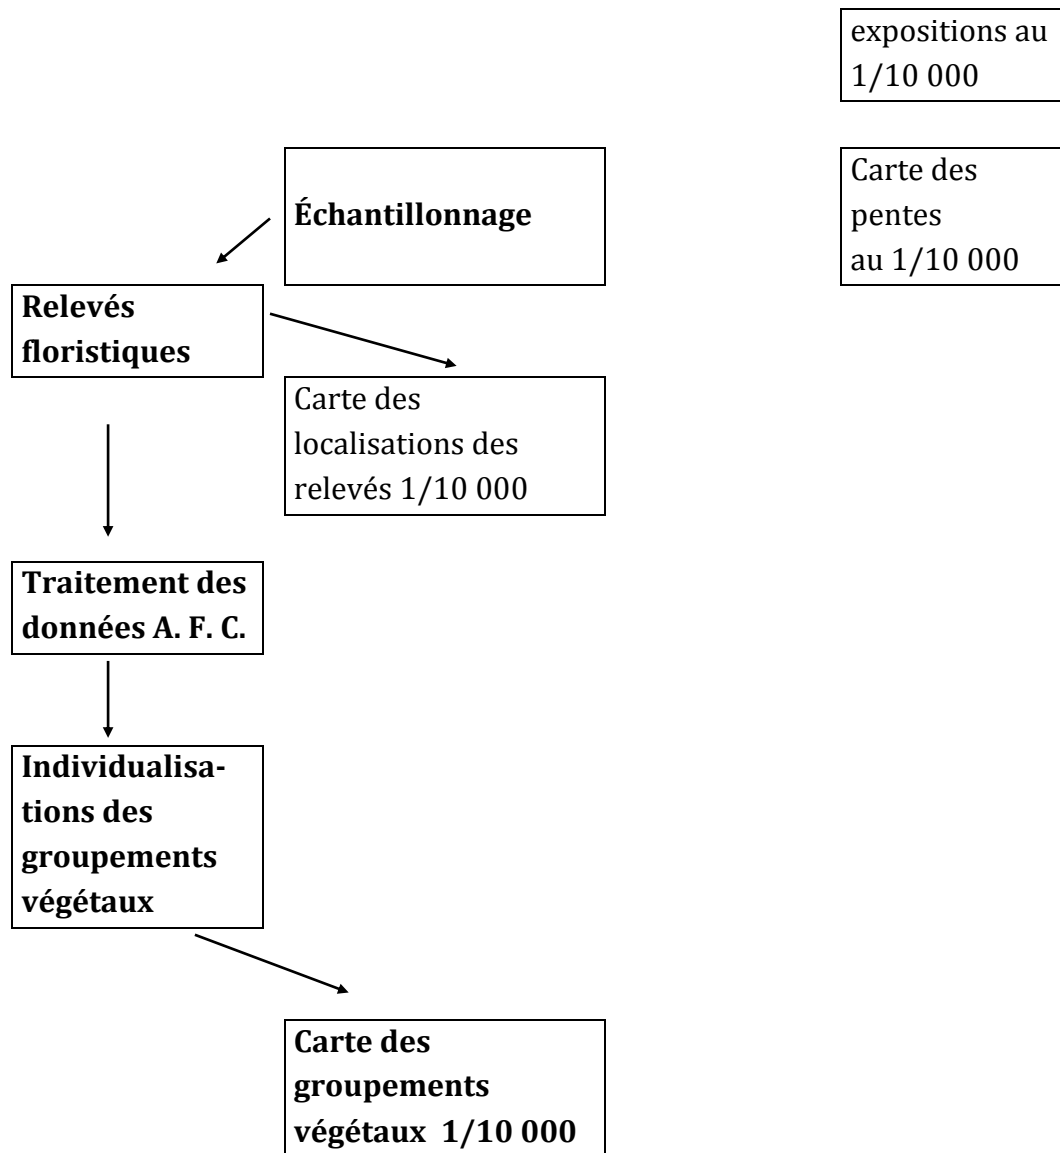 expositions au
1/10 000
Échantillonnage
Carte des
pentes
au 1/10 000
Relevés
floristiques
Carte des
localisations des
relevés 1/10 000
Traitement des
données A. F. C.
Individualisa-
tions des
groupements
végétaux
Carte des
groupements
végétaux 1/10 000